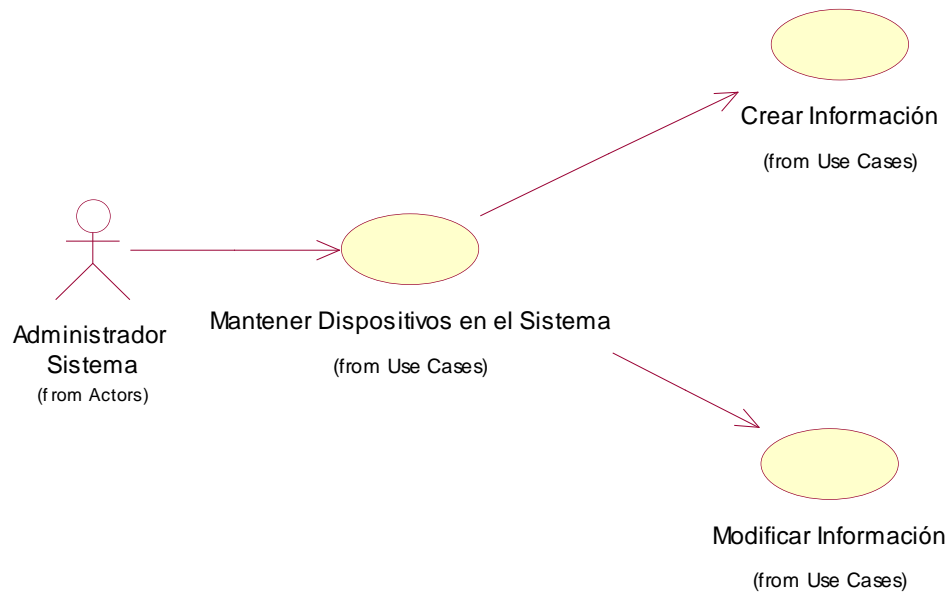 Crear Información
(from Use Cases)
Administrador
Sistema
(from Actors)
Mantener Dispositivos en el Sistema
(from Use Cases)
Modificar Información
(from Use Cases)